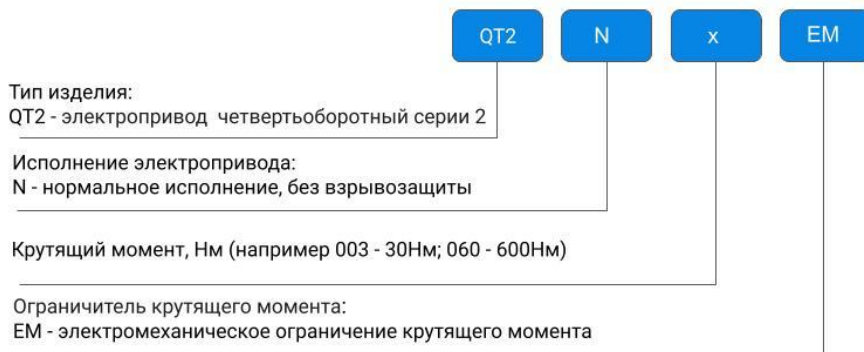 QT2 N x EM
Тип изделия:
QT2 - электропривод четвертьоборотный серии 2
Исполнение электропривода:
N - нормальное исполнение, без взрывозащиты
Крутящий момент, Нм (например 003 - 30Нм; 060 - 600Нм)
Ограничитель крутящего момента:
EM - электромеханическое ограничение крутящего момента